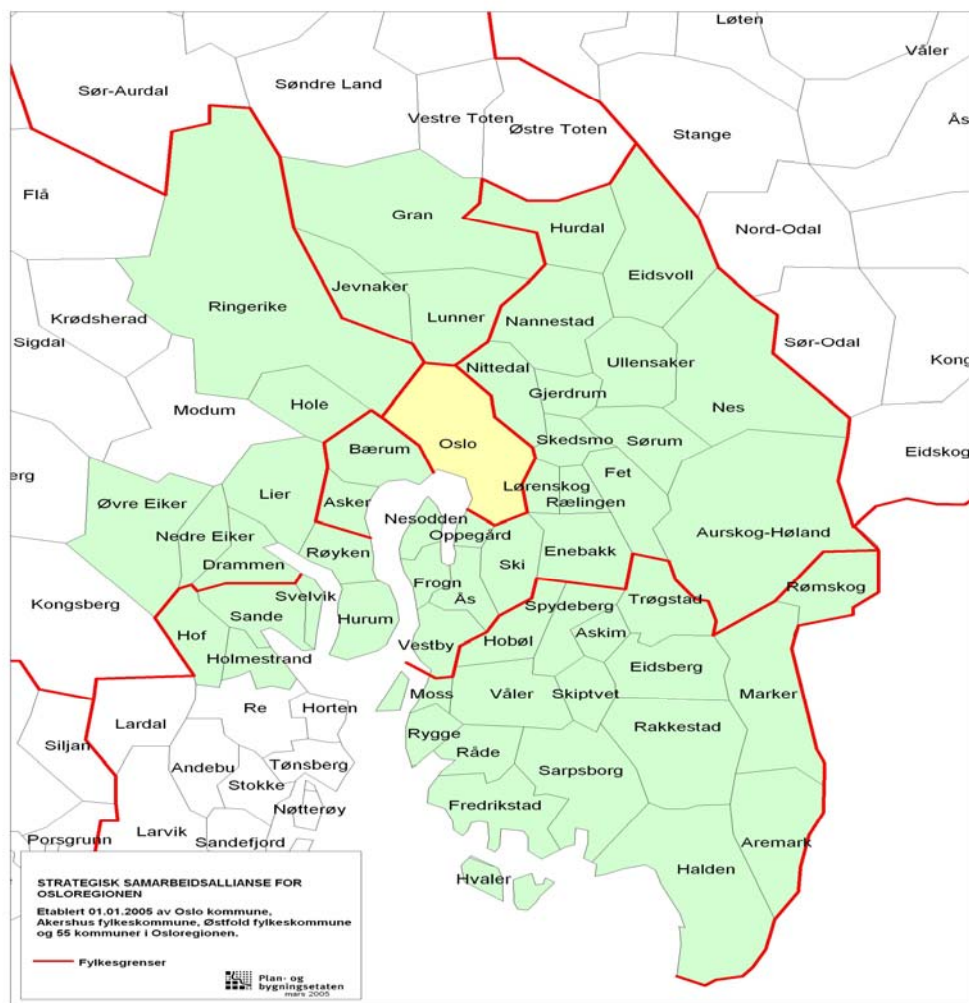 Løten
Våler
Sør-Aurdal
Søndre Land
Vestre Toten
Østre Toten
Stange
Ås
Flå
Gran
Hurdal
Nord-Odal
Eidsvoll
Jevnaker
Ringerike
Krødsherad
Lunner
Nannestad
Sigdal
Sør-Odal
Kong
Nittedal
Ullensaker
Gjerdrum
Modum
Hole
Nes
Oslo
Skedsmo
Sørum
Bærum
Eidskog
erg
Fet
Lier
Lørenskog
Øvre Eiker
Asker
Rælingen
Nesodden
Oppegård
Aurskog-Høland
Nedre Eiker
Røyken
Enebakk
Ski
Drammen
Frogn
Rømskog
Svelvik
Ås
Trøgstad
Kongsberg
Spydeberg
Sande
Hurum
Askim
Hof
Vestby
Hobøl
Holmestrand
Eidsberg
Moss
Våler
Skiptvet
Marker
Re
Horten
Lardal
Rakkestad
Rygge
Siljan
Råde
Andebu
Tønsberg
Sarpsborg
Stokke
Fredrikstad
Nøtterøy
Larvik
Porsgrunn
Sandefjord
Aremark
Halden
Hvaler
STRATEGISK SAMARBEIDSALLIANSE FOR
OSLOREGIONEN
Etablert 01.01.2005 av Oslo kommune,
Akershus fylkeskommune, Østfold fylkeskommune
og 55 kommuner i Osloregionen.
Fylkesgrenser
Plan- og
bygningsetaten
mars 2005